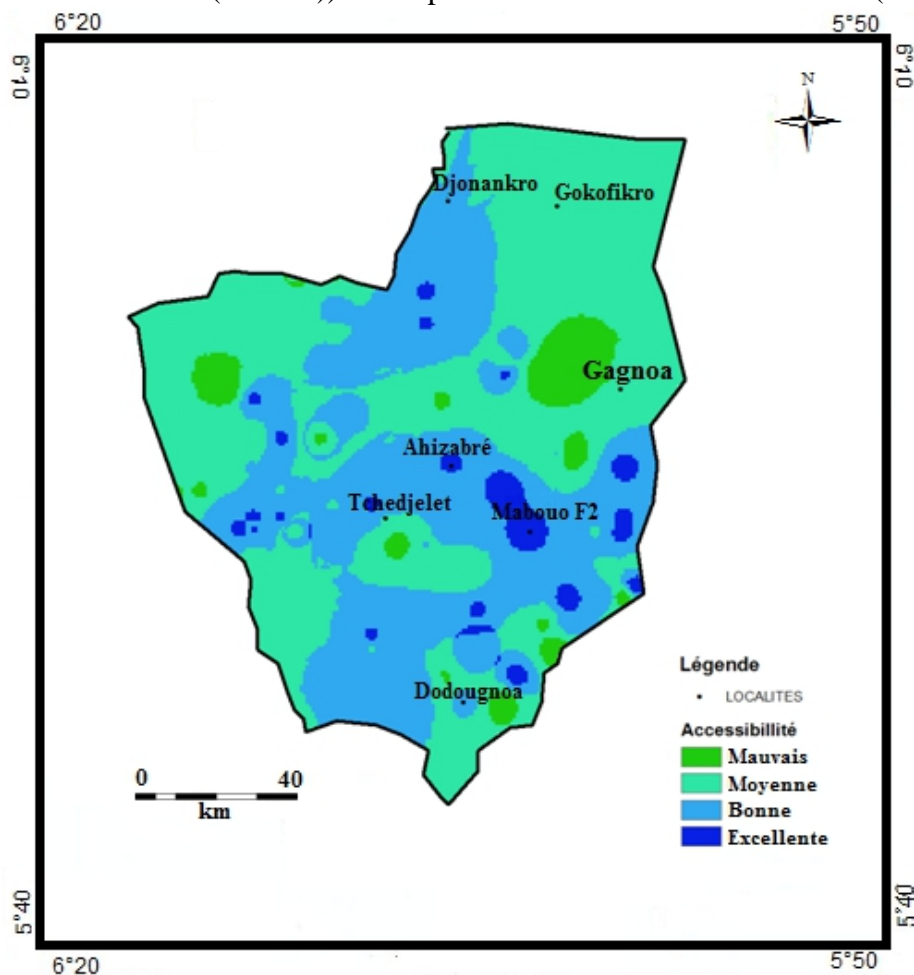 6°20 5°50
6°10 6°10
N
Djonankro
Gokofikro
Gagnoa
Ahizabré
Tchedjelet
Mabouo F2
Dodougnoa
Légende
LOCALITES
Accessibillité
Mauvais
Moyenne
Bonne
Excellente
0 40
km
5°40 5°40
6°20 5°50